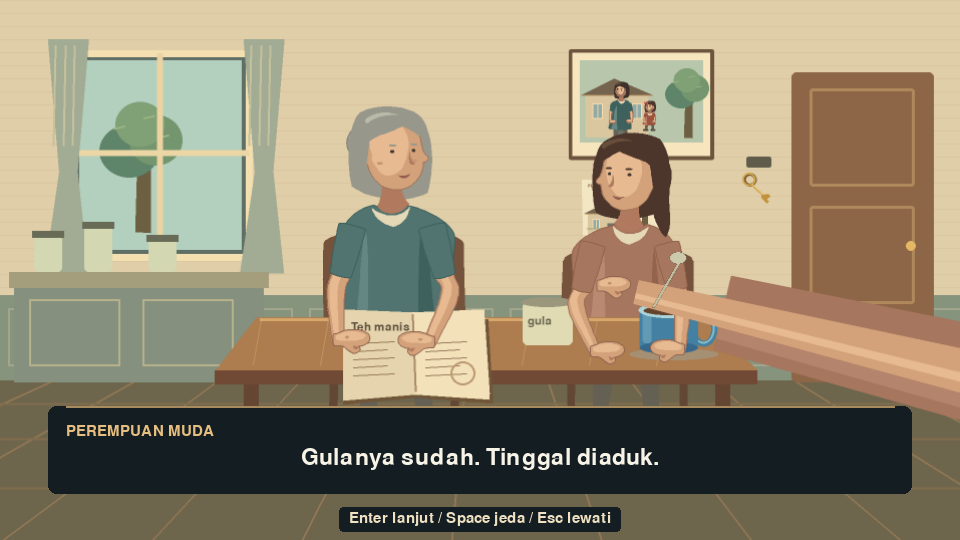 Teh manis
gula
PEREMPUAN MUDA
Gulanya sudah. Tinggal diaduk.
Enter lanjut / Space jeda / Esc lewati